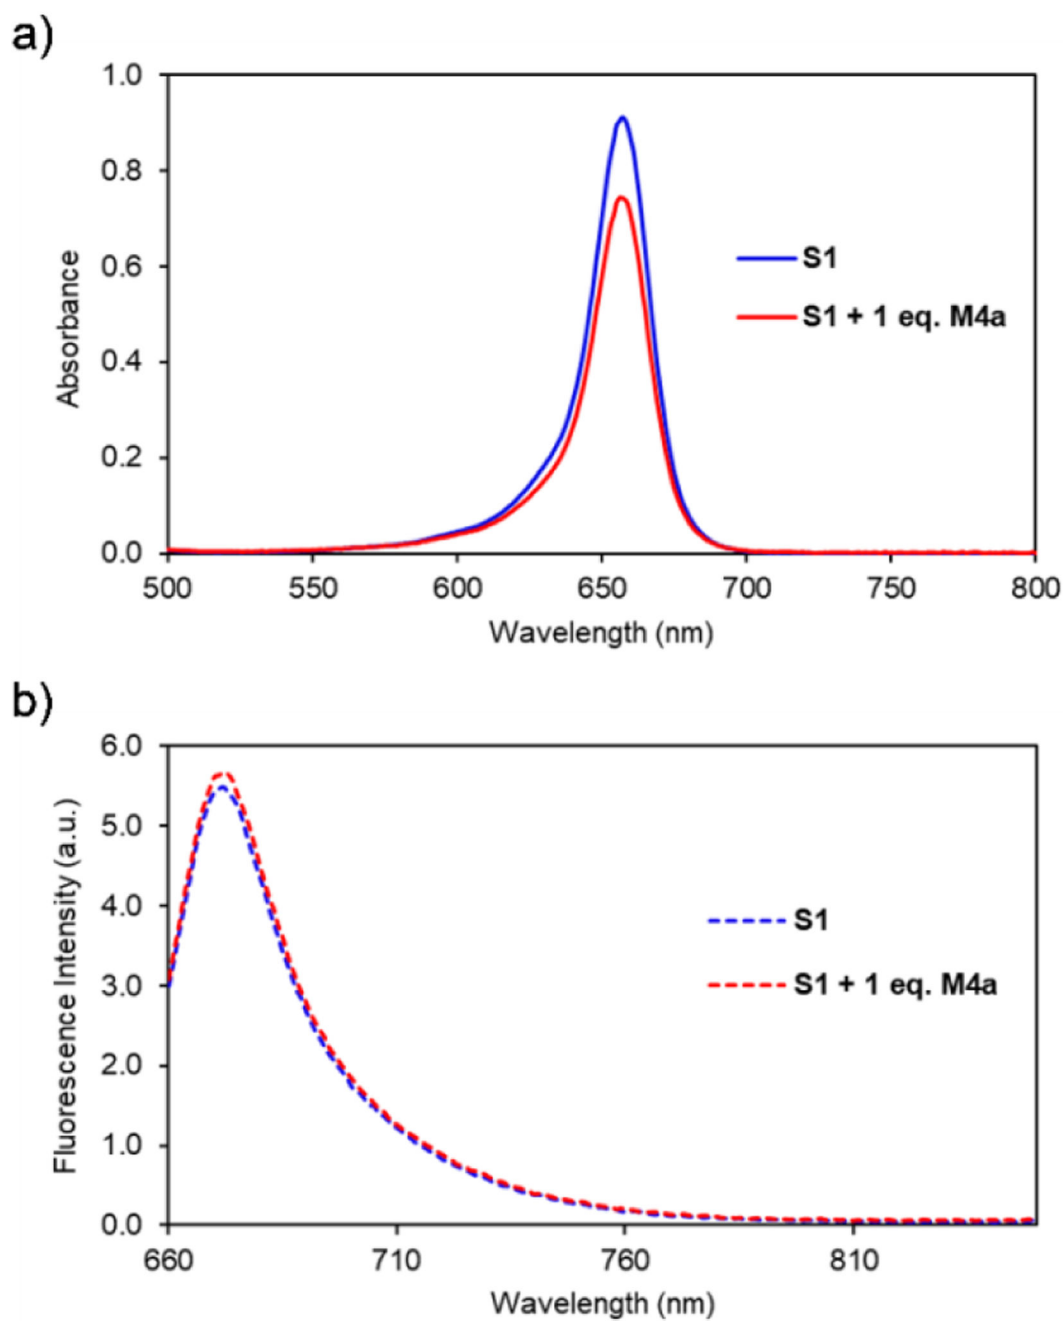 a)
1.0
0.8
0.6
0.4
0.2
0.0
Absorbance
S1
S1 + 1 eq. M4a
500 550 600 650 700 750 800
Wavelength (nm)
b)
6.0
5.0
4.0
3.0
2.0
1.0
0.0
Fluorescence Intensity (a.u.)
S1
S1 + 1 eq. M4a
660 710 760 810
Wavelength (nm)